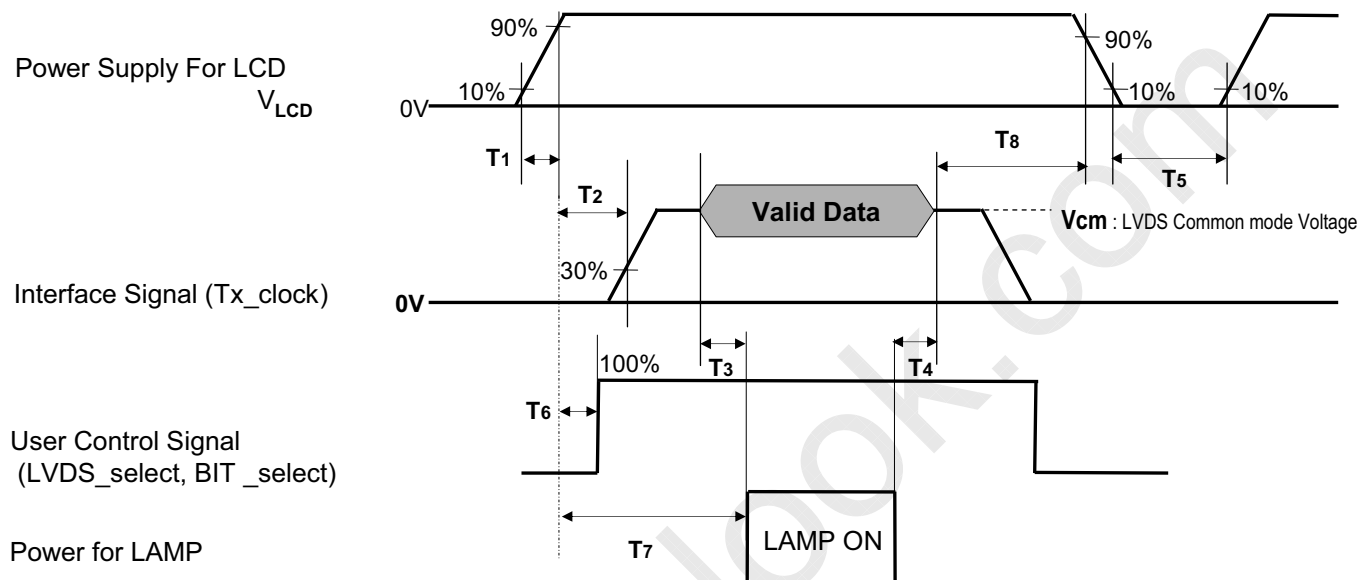 90%
90%
Power Supply For LCD
VLCD
10%
10%
10%
0V
T1
T8
T2
T5
Valid Data
Vcm : LVDS Common mode Voltage
30%
Interface Signal (Tx_clock)
0V
T3
T4
100%
T6
User Control Signal
(LVDS_select, BIT _select)
T7
LAMP ON
Power for LAMP
look.com